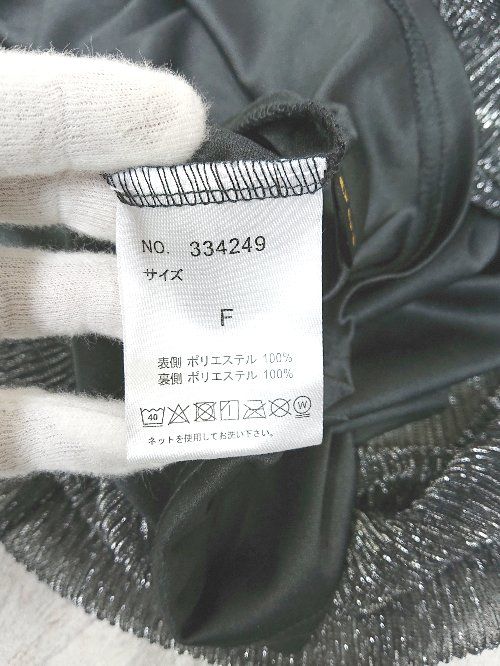 NO. 334249
サイズ
F
表側 ポリエステル 100%
裏側 ポリエステル 100%
40 W
ネットを使用してお洗い下さい。